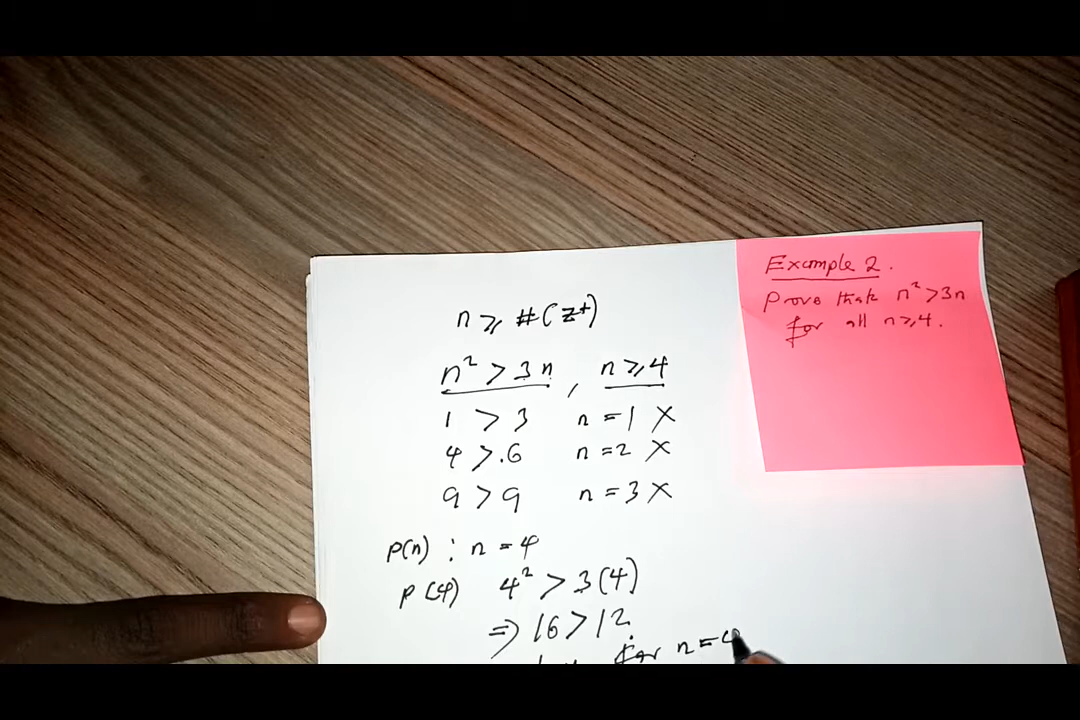 n ⩾ #(z+)
n² > 3n , n ⩾ 4
1 > 3 n = 1 X
4 > .6 n = 2 X
9 > 9 n = 3 X
P(n) : n = 4
P(4) 4² > 3(4)
=> 16 > 12.
for n = 4
Example 2.
Prove that n² > 3n
for all n ⩾ 4.